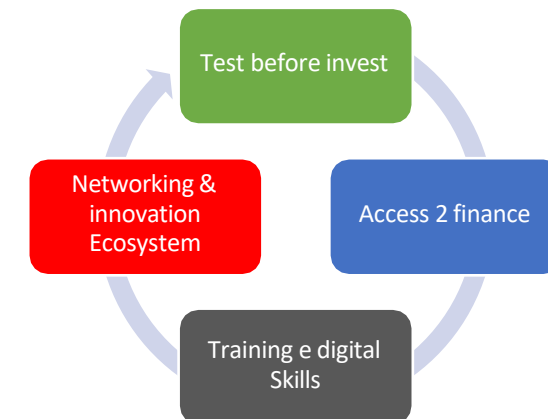 Test before invest
Networking &
innovation
Ecosystem
Access 2 finance
Training e digital
Skills